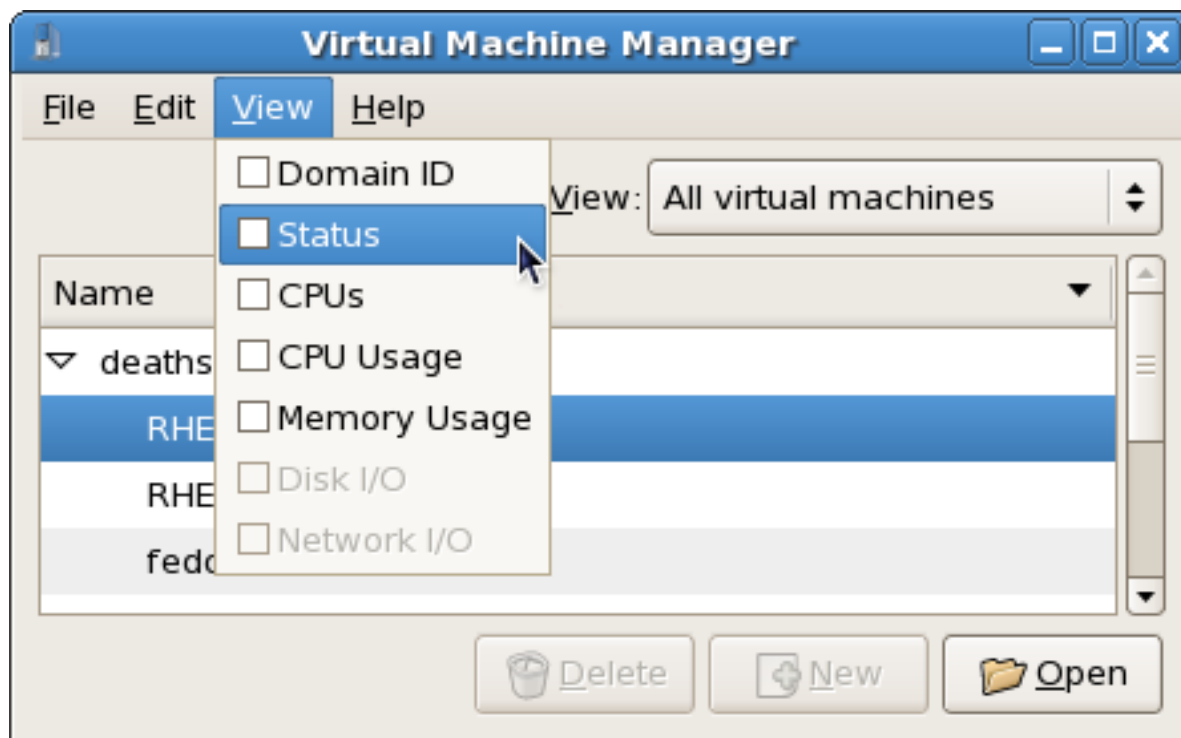 Virtual Machine Manager
File Edit View Help
Domain ID
View: All virtual machines
Status
Name
CPUs
deaths
CPU Usage
RHE
Memory Usage
Disk I/O
RHE
Network I/O
Delete New Open